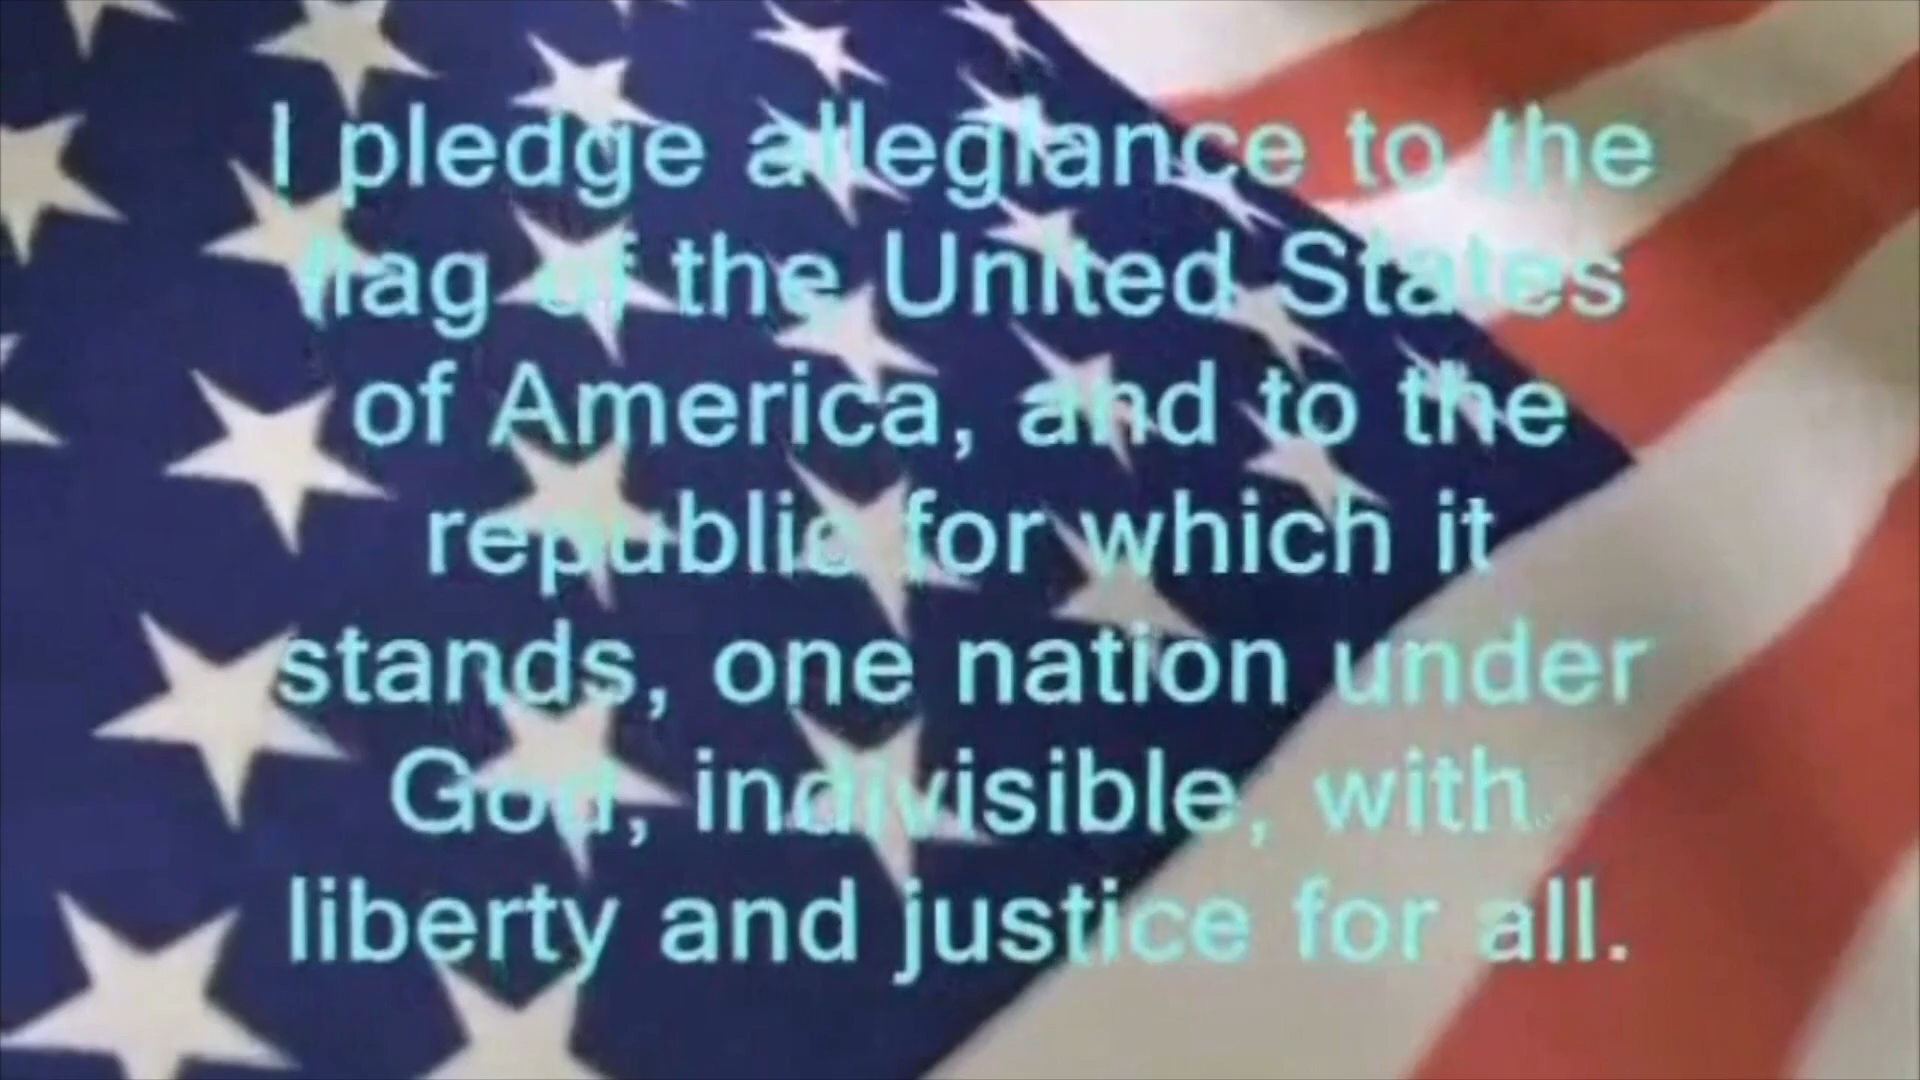 I pledge allegiance to the
flag of the United States
of America, and to the
republic for which it
stands, one nation under
God, indivisible, with
liberty and justice for all.